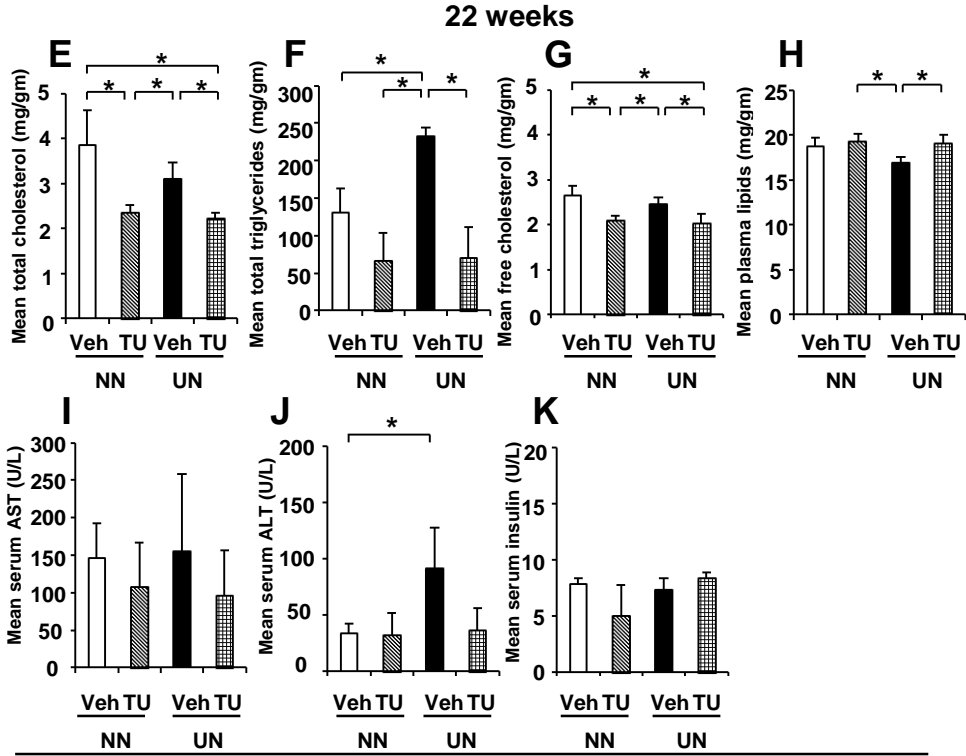 22 weeks
E
Mean total cholesterol (mg/gm)
5
4
3
2
1
0
*
* * *
Veh TU Veh TU
NN UN
F
Mean total triglycerides (mg/gm)
300
250
200
150
100
50
0
*
* *
Veh TU Veh TU
NN UN
G
Mean free cholesterol (mg/gm)
5
4
3
2
1
0
*
* * *
Veh TU Veh TU
NN UN
H
Mean plasma lipids (mg/gm)
25
20
15
10
5
0
* *
Veh TU Veh TU
NN UN
I
Mean serum AST (U/L)
300
250
200
150
100
50
0
Veh TU Veh TU
NN UN
J
Mean serum ALT (U/L)
200
150
100
50
0
*
Veh TU Veh TU
NN UN
K
Mean serum insulin (U/L)
20
15
10
5
0
Veh TU Veh TU
NN UN